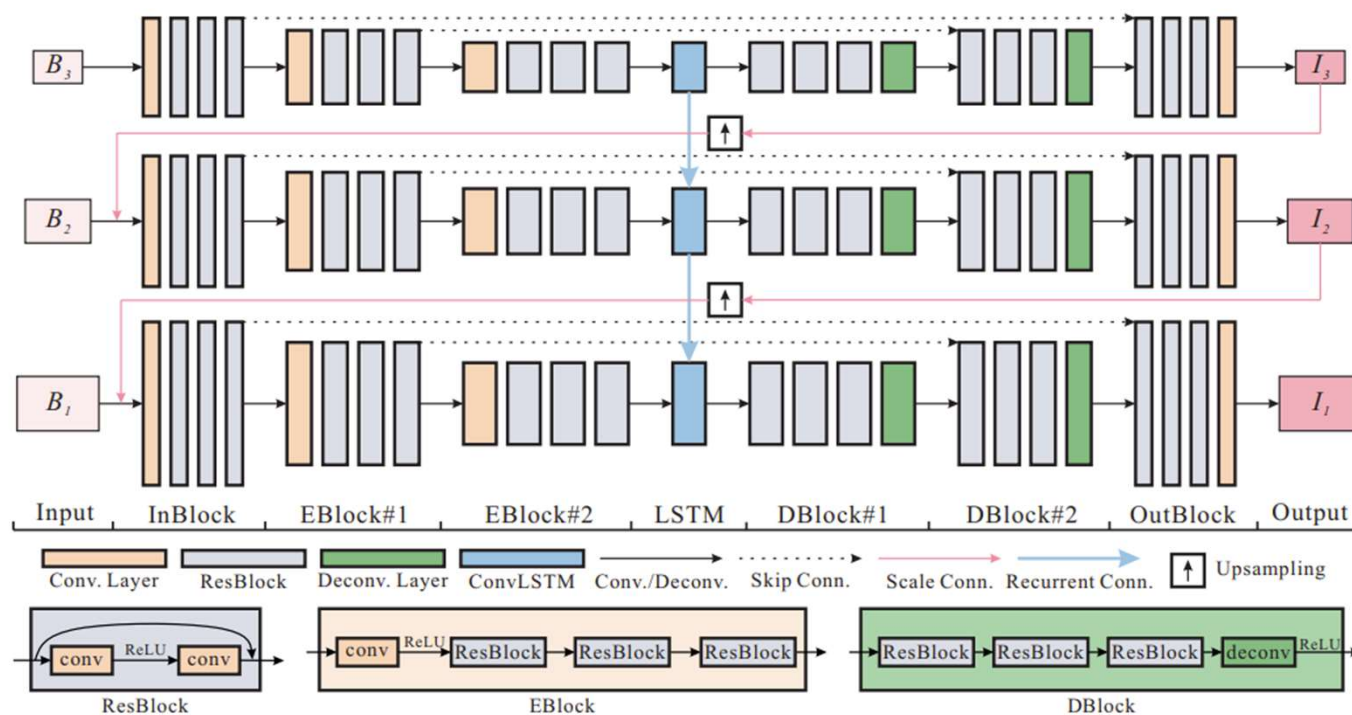 B3
I3
B2
I2
B1
I1
Input InBlock EBlock#1 EBlock#2 LSTM DBlock#1 DBlock#2 OutBlock Output
Conv. Layer ResBlock Deconv. Layer ConvLSTM Conv./Deconv. Skip Conn. Scale Conn. Recurrent Conn. Upsampling
conv ReLU conv
ResBlock
conv ReLU ResBlock ResBlock ResBlock
EBlock
ResBlock ResBlock ResBlock deconv ReLU
DBlock